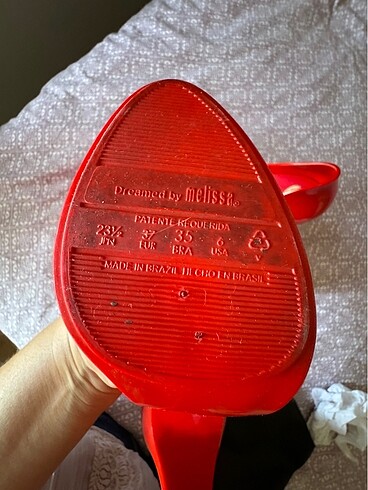 Dreamed by melissa®
PATENTE REQUERIDA
23½ 37 35 6
JPN EUR BRA USA
MADE IN BRAZIL HECHO EN BRASIL